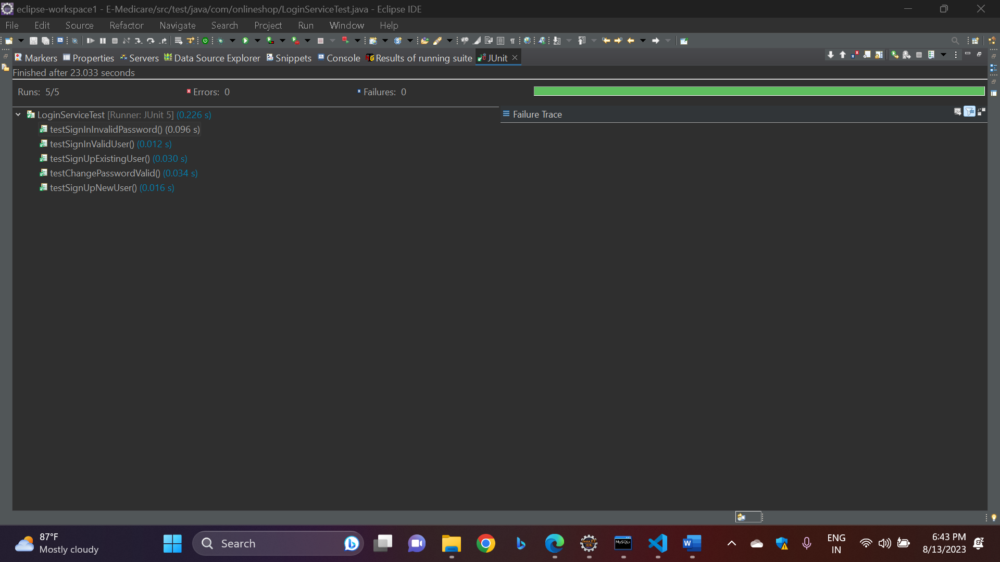 eclipse-workspace1 - E-Medicare/src/test/java/com/onlineshop/LoginServiceTest.java - Eclipse IDE
File Edit Source Refactor Navigate Search Project Run Window Help
Markers Properties Servers Data Source Explorer Snippets Console Results of running suite JUnit
Finished after 23.033 seconds
Runs: 5/5 Errors: 0 Failures: 0
LoginServiceTest [Runner: JUnit 5] (0.226 s)
Failure Trace
testSignInInvalidPassword() (0.096 s)
testSignInValidUser() (0.012 s)
testSignUpExistingUser() (0.030 s)
testChangePasswordValid() (0.034 s)
testSignUpNewUser() (0.016 s)
87°F
Mostly cloudy
Search
Java EE
IDE
MySQL>
W
ENG
IN
6:43 PM
8/13/2023